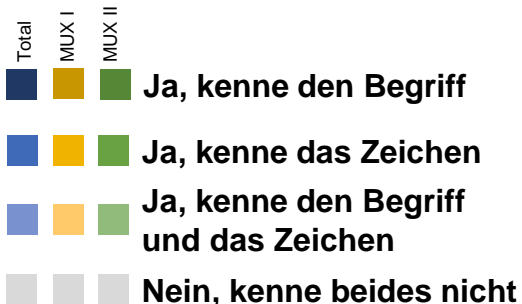 Total
MUX I
MUX II
Ja, kenne den Begriff
Ja, kenne das Zeichen
Ja, kenne den Begriff
und das Zeichen
Nein, kenne beides nicht